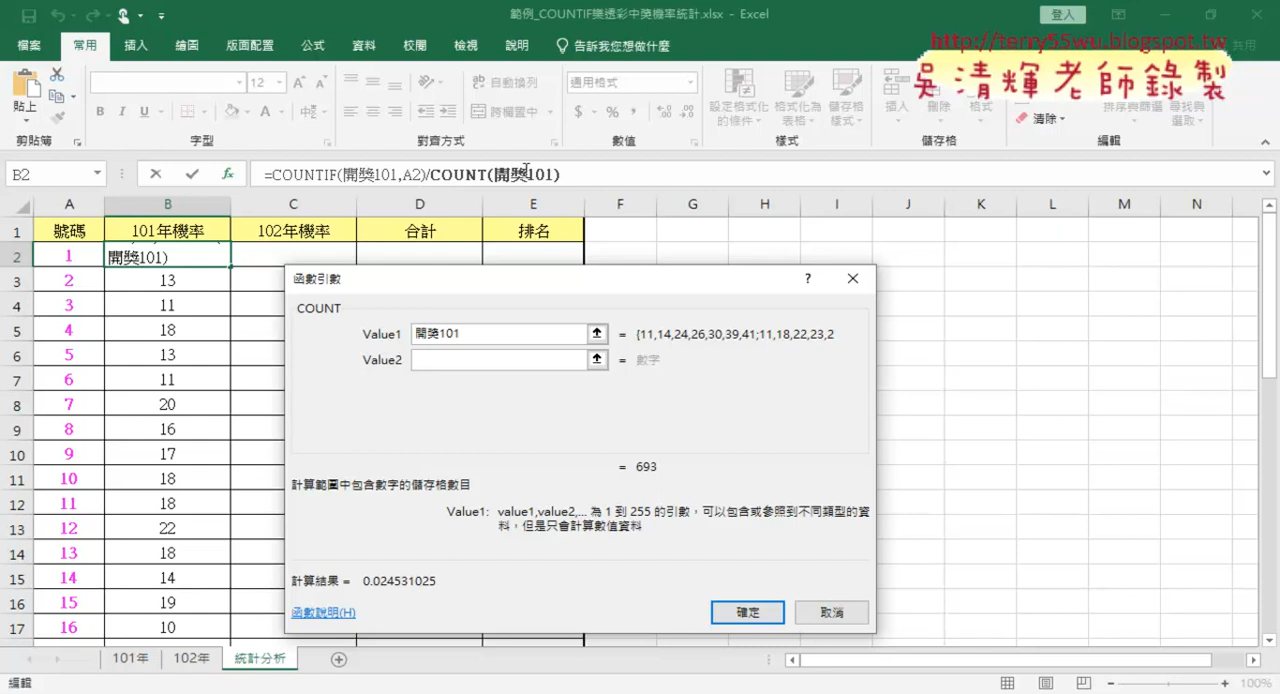 範例_COUNTIF樂透彩中獎機率統計.xlsx - Excel
登入
檔案 常用 插入 繪圖 版面配置 公式 資料 校閱 檢視 說明 告訴我您想做什麼 共用
http://terry55wu.blogspot.tw
吳清輝老師錄製
貼上
12
自動換列
通用格式
B I U
跨欄置中
$ % ,
設定格式化的條件
格式化為表格
儲存格樣式
插入 刪除 格式
清除
排序與篩選
尋找與選取
剪貼簿 字型 對齊方式 數值 樣式 儲存格 編輯
B2 fx =COUNTIF(開獎101,A2)/COUNT(開獎101)
A B C D E F G H I J K L M N
1 號碼 101年機率 102年機率 合計 排名
2 1 開獎101)
3 2 13
4 3 11
5 4 18
6 5 13
7 6 11
8 7 20
9 8 16
10 9 17
11 10 18
12 11 18
13 12 22
14 13 18
15 14 14
16 15 19
17 16 10
函數引數 ?
COUNT
Value1 開獎101 = {11,14,24,26,30,39,41;11,18,22,23,2
Value2 = 數字
= 693
計算範圍中包含數字的儲存格數目
Value1: value1,value2,... 為 1 到 255 的引數，可以包含或參照到不同類型的資
料，但是只會計算數值資料
計算結果 = 0.024531025
函數說明(H)
確定 取消
101年 102年 統計分析
編輯
100%